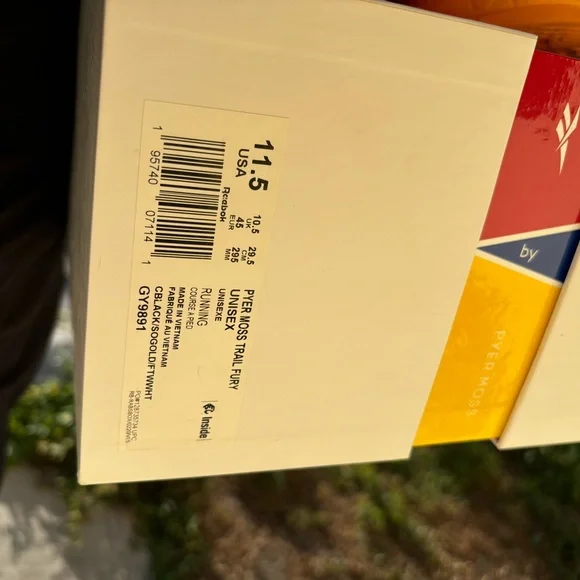 11.5
USA
10.5
UK
45
EUR
29.5
CM
295
MM
Reebok
1 95740 07114 1
PYER MOSS TRAIL FURY
UNISEX
UNISEXE
RUNNING
COURSE À PIED
MADE IN VIETNAM
FABRIQUÉ AU VIETNAM
CBLACK/SOGOLD/FTWWHT
GY9891
Inside
by
PYER MOSS